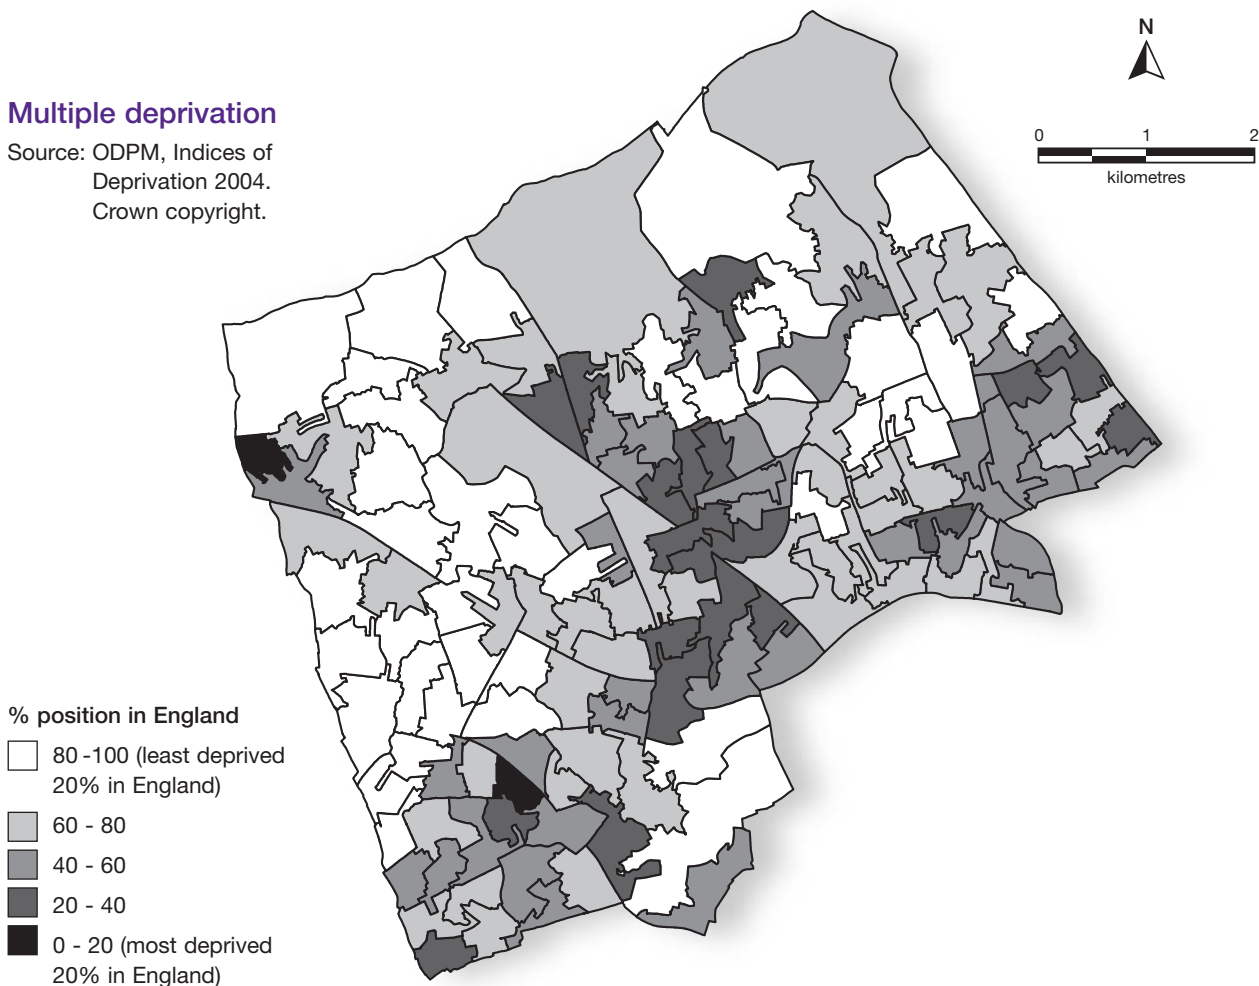 Multiple deprivation
Source: ODPM, Indices of
Deprivation 2004.
Crown copyright.
N
0 1 2
kilometres
% position in England
80 -100 (least deprived
20% in England)
60 - 80
40 - 60
20 - 40
0 - 20 (most deprived
20% in England)